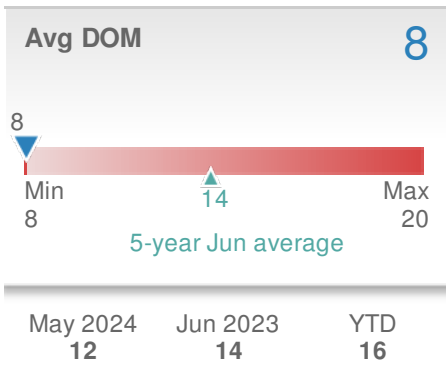 Avg DOM 8
8
Min Max
8 14 20
5-year Jun average
May 2024 Jun 2023 YTD
12 14 16